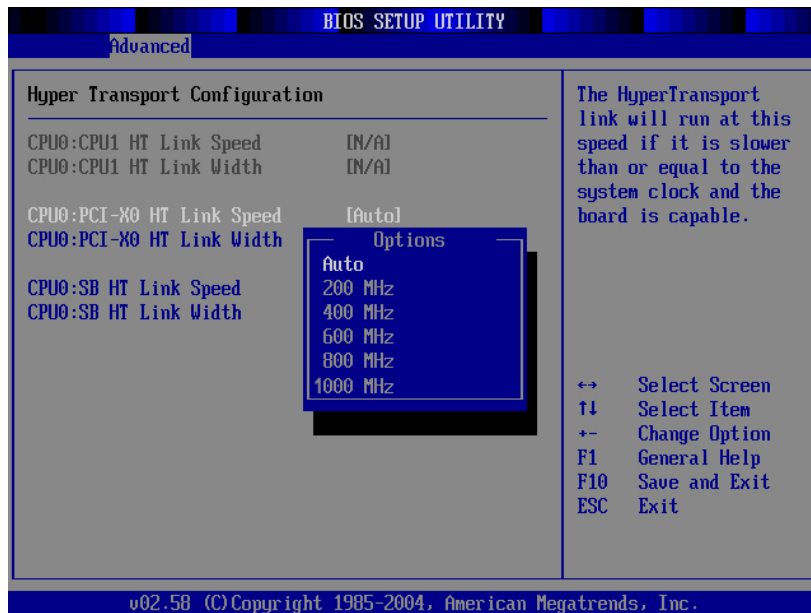 BIOS SETUP UTILITY
Advanced
Hyper Transport Configuration
CPU0:CPU1 HT Link Speed [N/A]
CPU0:CPU1 HT Link Width [N/A]
CPU0:PCI-X0 HT Link Speed [Auto]
CPU0:PCI-X0 HT Link Width
CPU0:SB HT Link Speed
CPU0:SB HT Link Width
Options
Auto
200 MHz
400 MHz
600 MHz
800 MHz
1000 MHz
The HyperTransport
link will run at this
speed if it is slower
than or equal to the
system clock and the
board is capable.
↔ Select Screen
↑↓ Select Item
+- Change Option
F1 General Help
F10 Save and Exit
ESC Exit
v02.58 (C)Copyright 1985-2004, American Megatrends, Inc.